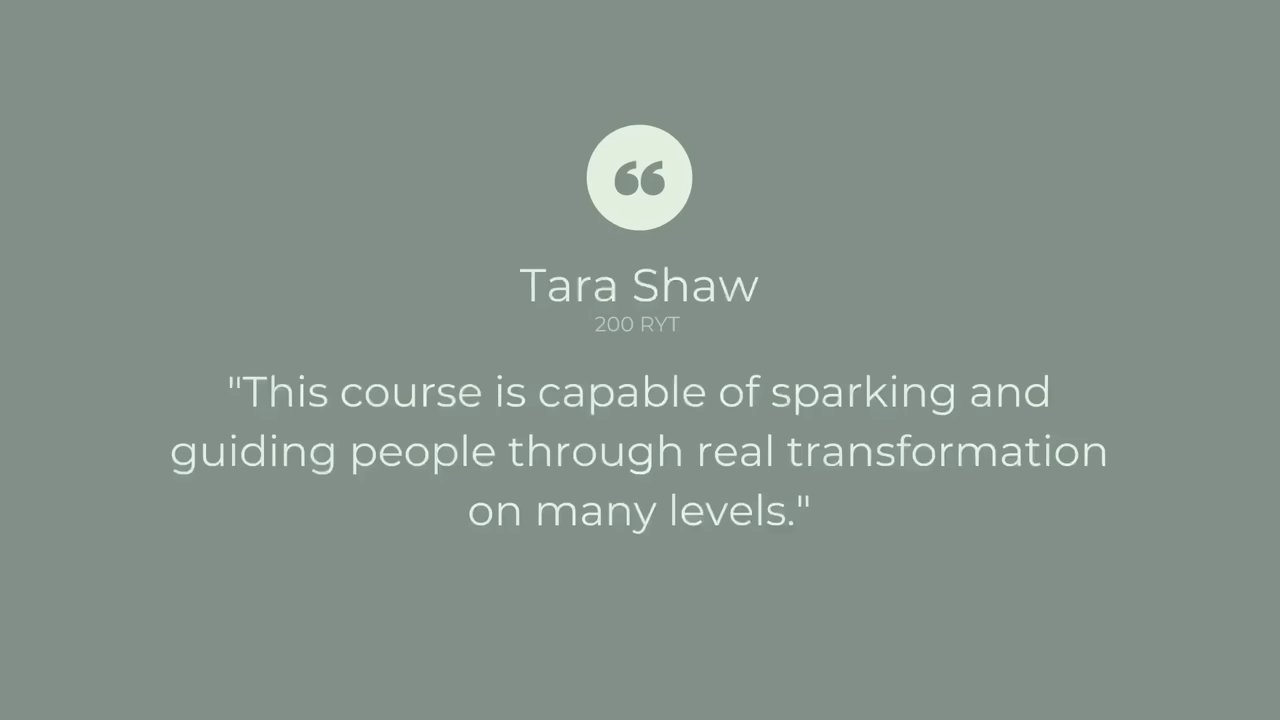 ❝
Tara Shaw
200 RYT
"This course is capable of sparking and
guiding people through real transformation
on many levels."